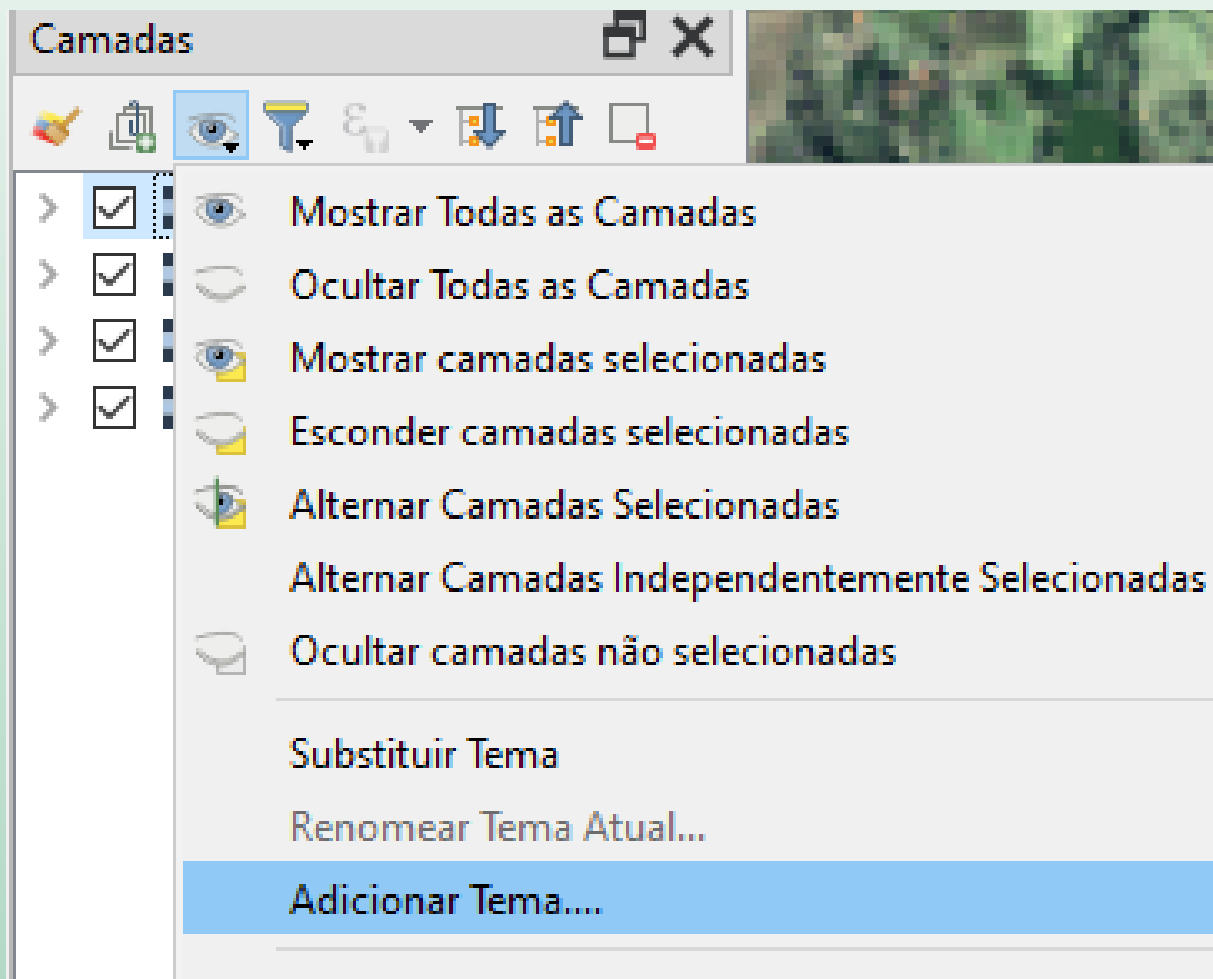 Camadas
Mostrar Todas as Camadas
Ocultar Todas as Camadas
Mostrar camadas selecionadas
Esconder camadas selecionadas
Alternar Camadas Selecionadas
Alternar Camadas Independentemente Selecionadas
Ocultar camadas não selecionadas
Substituir Tema
Renomear Tema Atual...
Adicionar Tema....